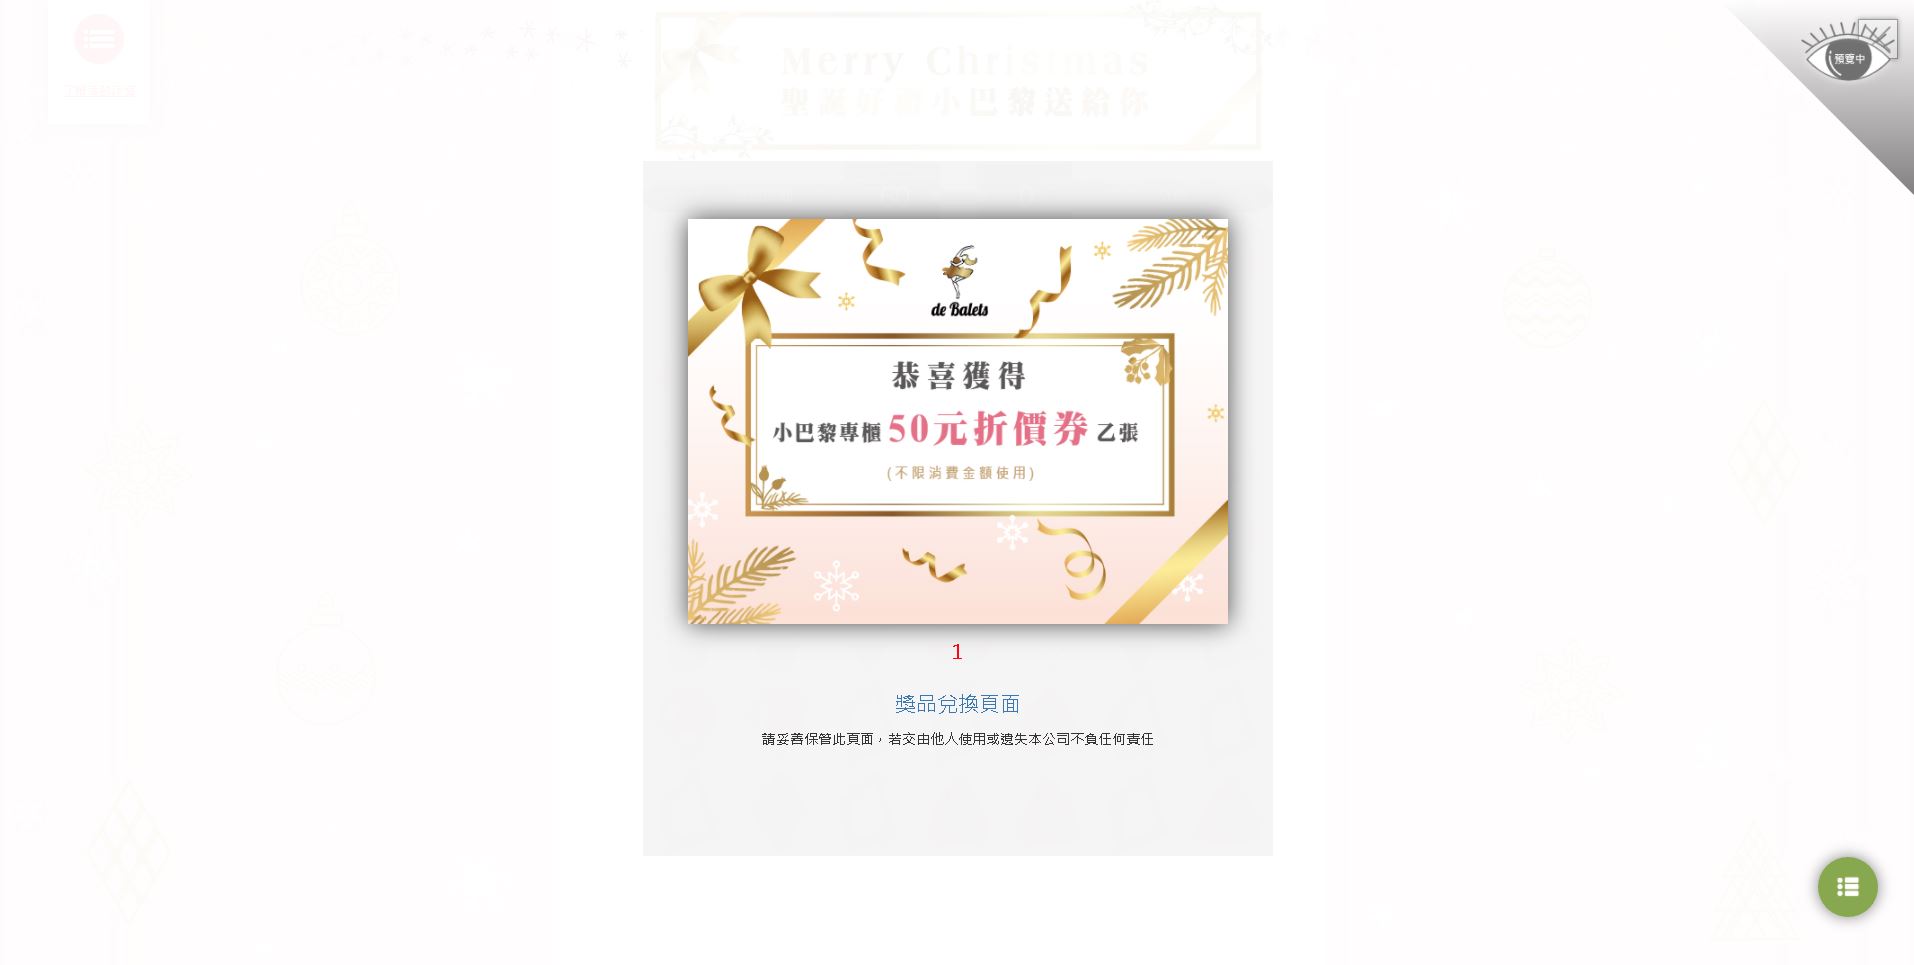 Merry Christmas
聖誕好禮小巴黎送給你
預覽中
de Balets
恭喜獲得
小巴黎專櫃 50元折價券 乙張
(不限消費金額使用)
1
獎品兌換頁面
請妥善保管此頁面，若交由他人使用或遺失本公司不負任何責任